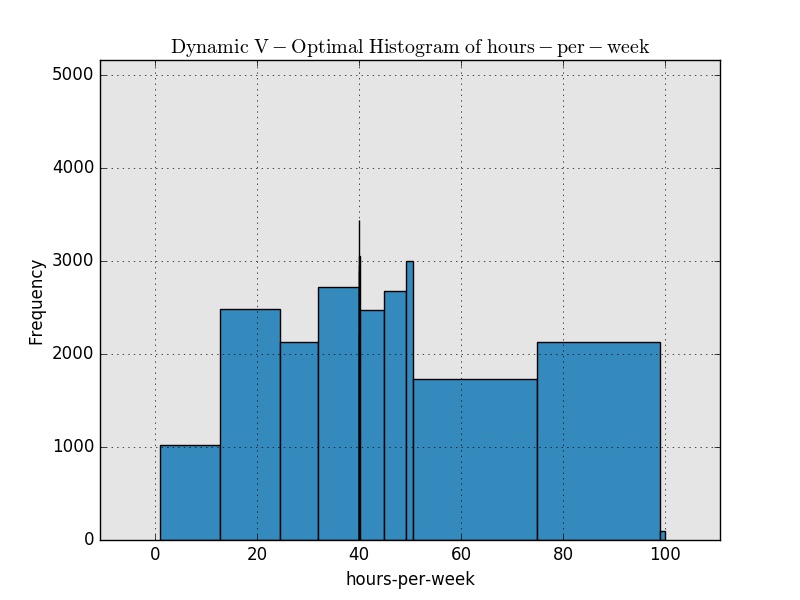 Dynamic V − Optimal Histogram of hours − per − week
5000
4000
3000
2000
1000
0
Frequency
0 20 40 60 80 100
hours-per-week